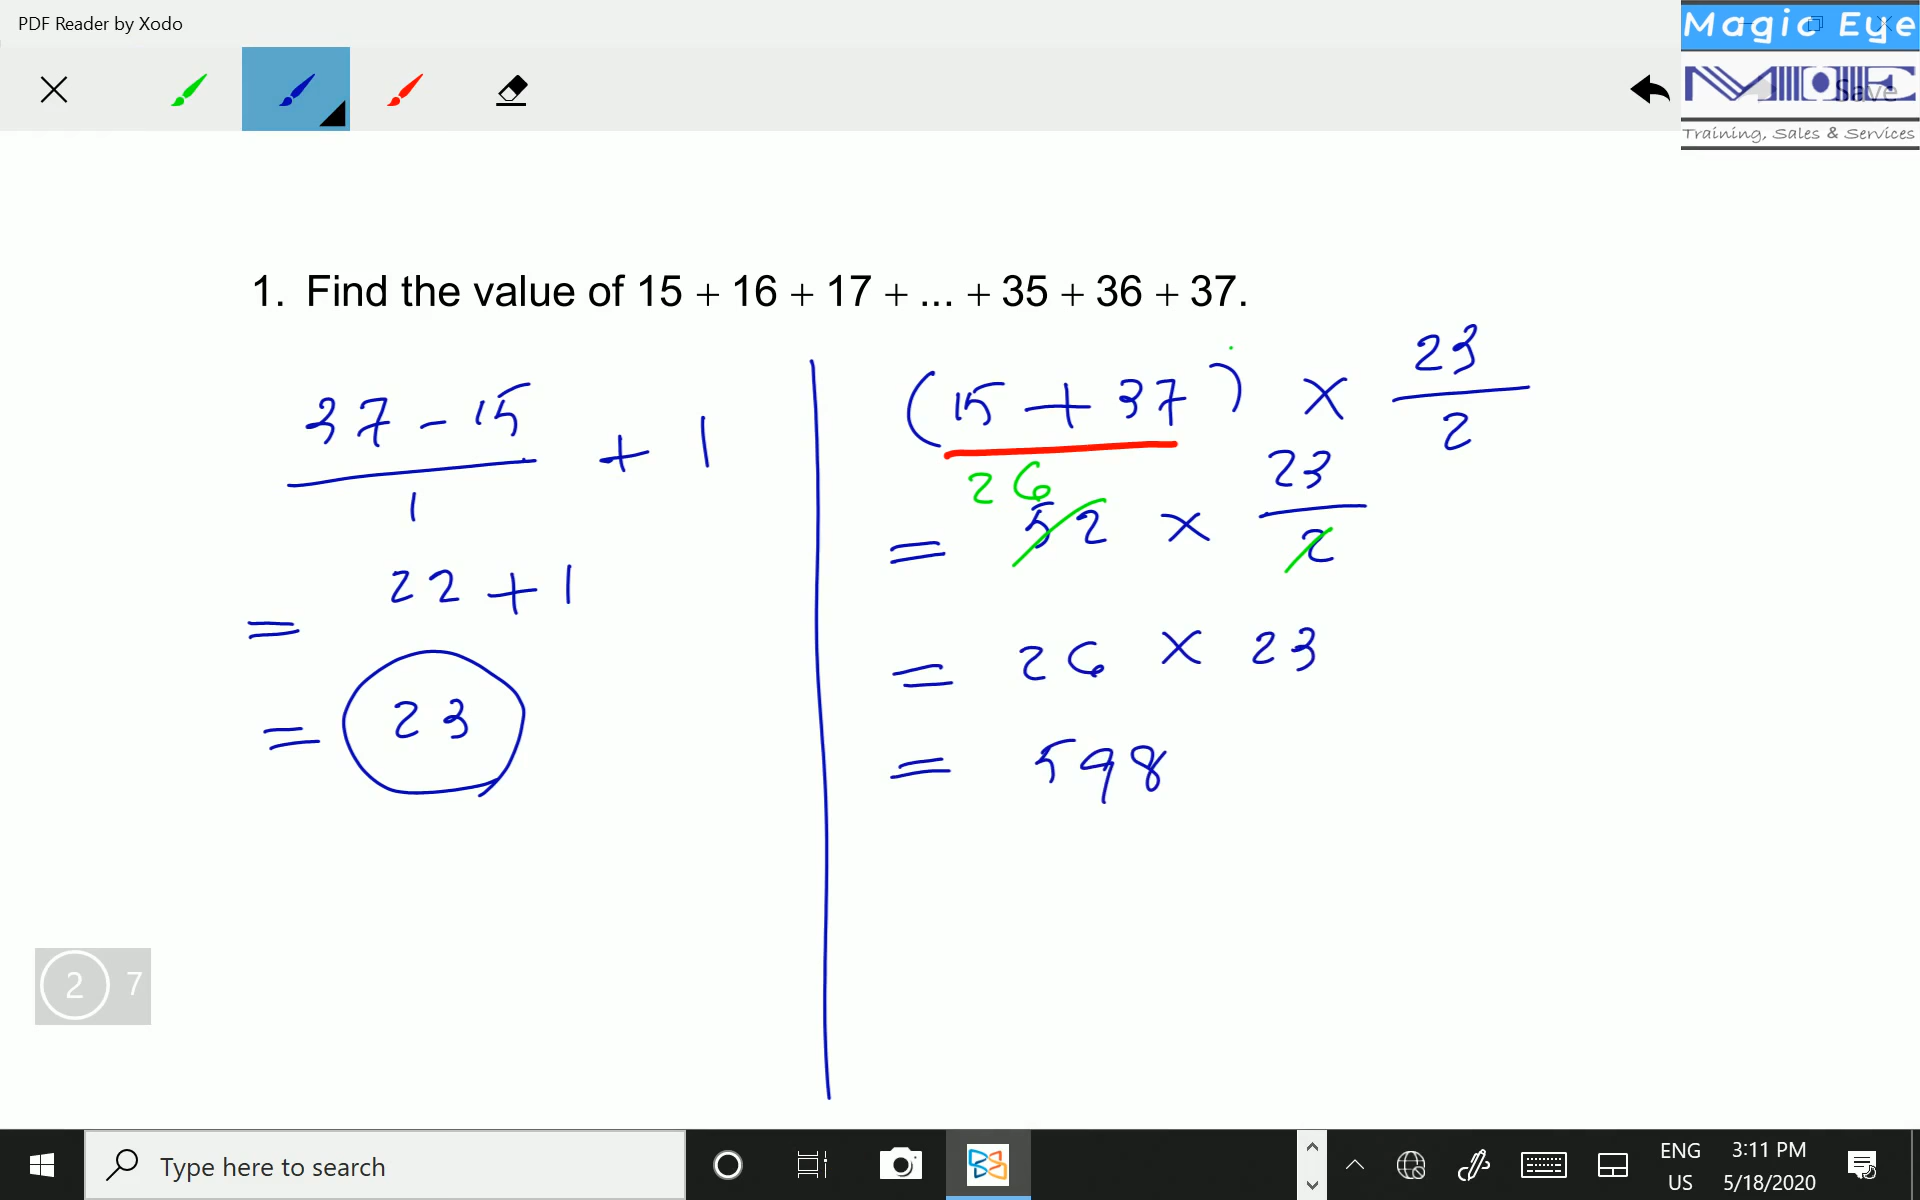 PDF Reader by Xodo
Magic Eye
Save
MOE
Training, Sales & Services
1. Find the value of 15 + 16 + 17 + ... + 35 + 36 + 37.
37 - 15
1
+ 1
= 22 + 1
= 23
(15 + 37) × 23
2
26
= 52 × 23
2
= 26 × 23
= 598
2 7
Type here to search
ENG
US
3:11 PM
5/18/2020